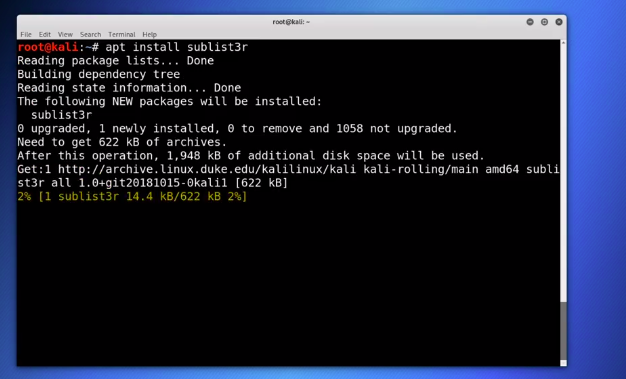 root@kali: ~
File Edit View Search Terminal Help
root@kali:~# apt install sublist3r
Reading package lists... Done
Building dependency tree
Reading state information... Done
The following NEW packages will be installed:
  sublist3r
0 upgraded, 1 newly installed, 0 to remove and 1058 not upgraded.
Need to get 622 kB of archives.
After this operation, 1,948 kB of additional disk space will be used.
Get:1 http://archive.linux.duke.edu/kalilinux/kali kali-rolling/main amd64 subli
st3r all 1.0+git20181015-0kali1 [622 kB]
2% [1 sublist3r 14.4 kB/622 kB 2%]